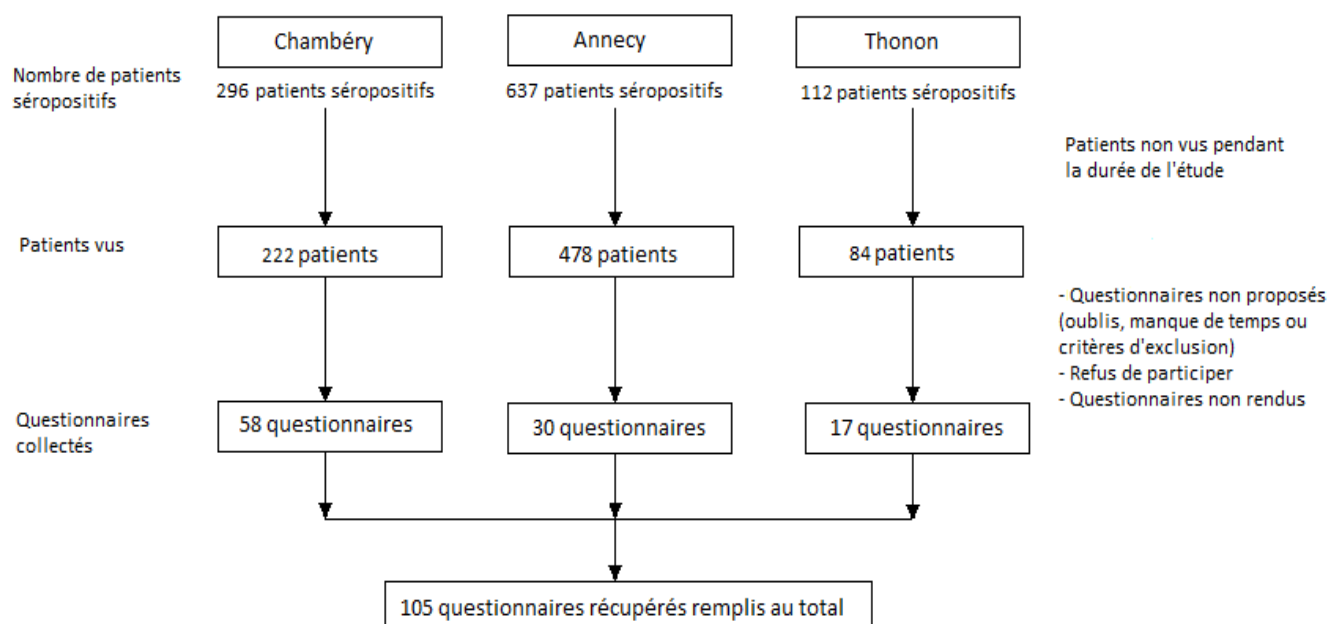 Chambéry
Annecy
Thonon
Nombre de patients
séropositifs
296 patients séropositifs
637 patients séropositifs
112 patients séropositifs
Patients non vus pendant
la durée de l'étude
Patients vus
222 patients
478 patients
84 patients
- Questionnaires non proposés
(oublis, manque de temps ou
critères d'exclusion)
- Refus de participer
- Questionnaires non rendus
Questionnaires
collectés
58 questionnaires
30 questionnaires
17 questionnaires
105 questionnaires récupérés remplis au total